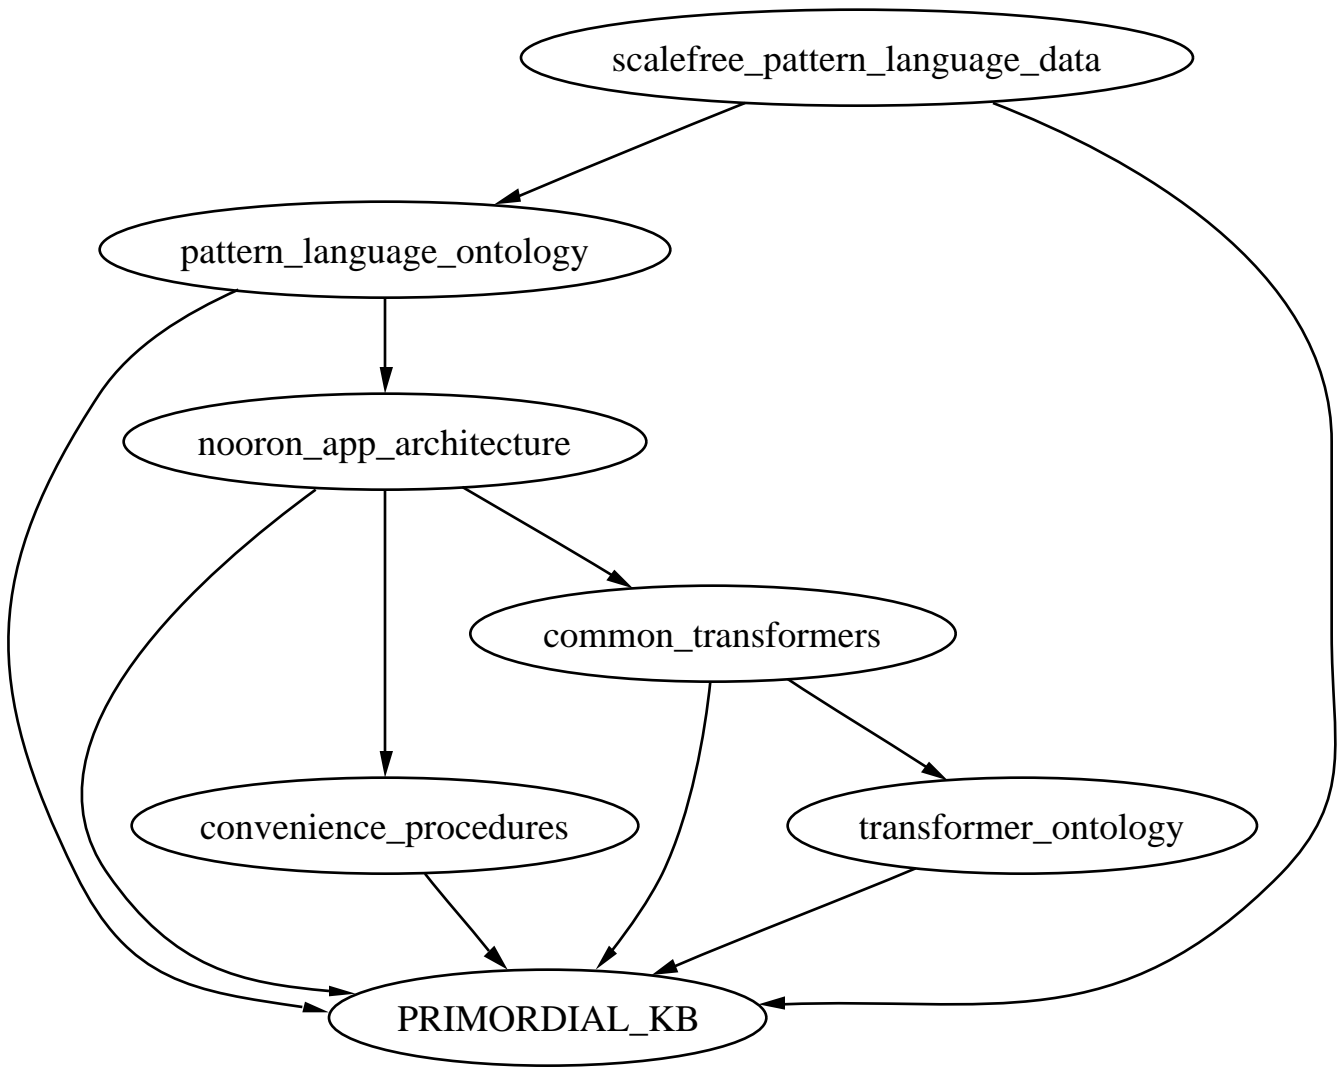 scalefree_pattern_language_data
pattern_language_ontology
nooron_app_architecture
common_transformers
convenience_procedures
transformer_ontology
PRIMORDIAL_KB